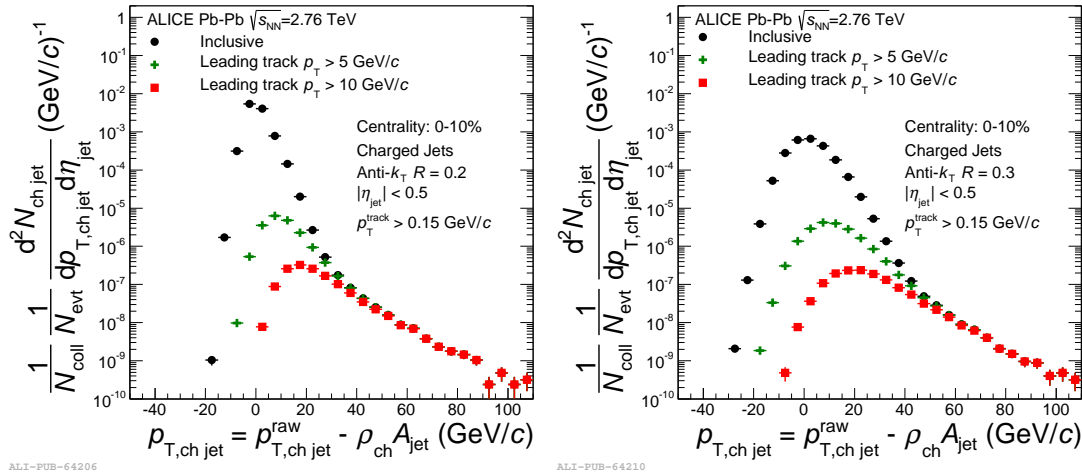 ALICE Pb-Pb √s_NN=2.76 TeV
Inclusive
Leading track p_T > 5 GeV/c
Leading track p_T > 10 GeV/c
Centrality: 0-10%
Charged Jets
Anti-k_T R = 0.2
|η_jet| < 0.5
p_T^track > 0.15 GeV/c
1/N_coll 1/N_evt d²N_ch jet/dp_T,ch jet dη_jet (GeV/c)⁻¹
1
10⁻¹
10⁻²
10⁻³
10⁻⁴
10⁻⁵
10⁻⁶
10⁻⁷
10⁻⁸
10⁻⁹
10⁻¹⁰
-40 -20 0 20 40 60 80 100
p_T,ch jet = p_T,ch jet^raw - ρ_ch A_jet (GeV/c)
ALI-PUB-64206
ALICE Pb-Pb √s_NN=2.76 TeV
Inclusive
Leading track p_T > 5 GeV/c
Leading track p_T > 10 GeV/c
Centrality: 0-10%
Charged Jets
Anti-k_T R = 0.3
|η_jet| < 0.5
p_T^track > 0.15 GeV/c
1/N_coll 1/N_evt d²N_ch jet/dp_T,ch jet dη_jet (GeV/c)⁻¹
1
10⁻¹
10⁻²
10⁻³
10⁻⁴
10⁻⁵
10⁻⁶
10⁻⁷
10⁻⁸
10⁻⁹
10⁻¹⁰
-40 -20 0 20 40 60 80 100
p_T,ch jet = p_T,ch jet^raw - ρ_ch A_jet (GeV/c)
ALI-PUB-64210